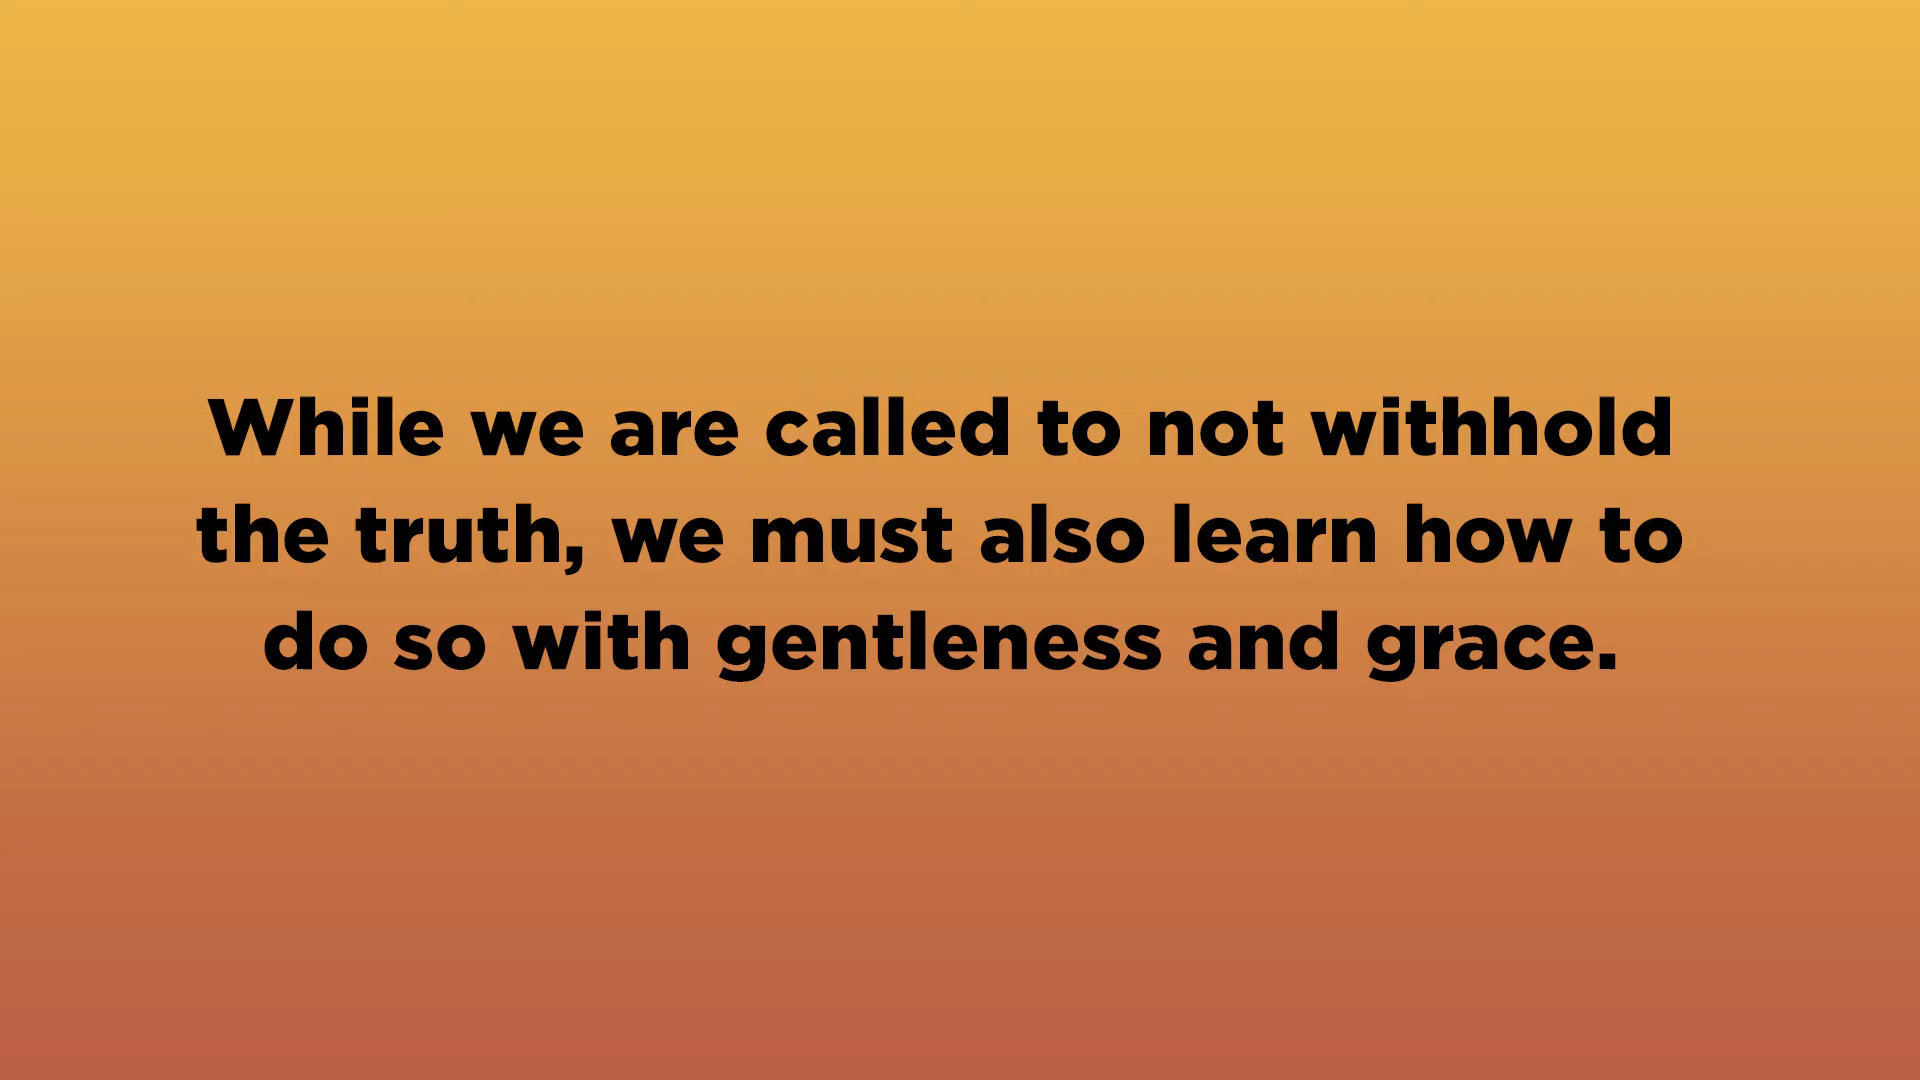 While we are called to not withhold
the truth, we must also learn how to
do so with gentleness and grace.